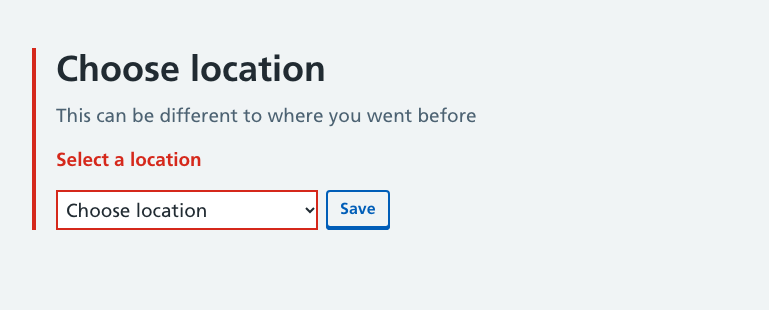 Choose location
This can be different to where you went before
Select a location
Choose location
Save